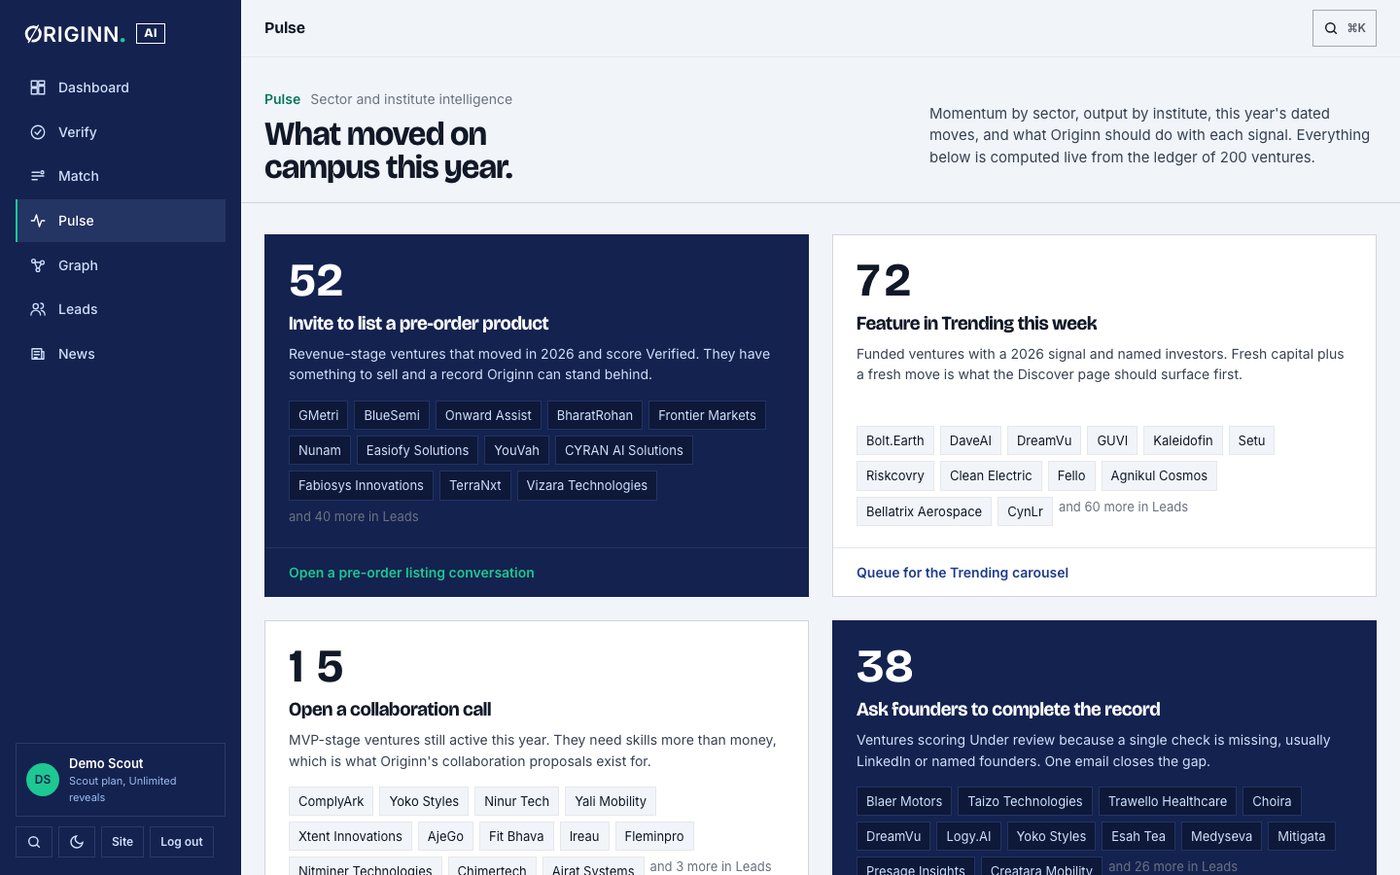 ØRIGINN. AI
Dashboard
Verify
Match
Pulse
Graph
Leads
News
DS
Demo Scout
Scout plan, Unlimited
reveals
Site
Log out
Pulse
⌘K
Pulse Sector and institute intelligence
What moved on
campus this year.
Momentum by sector, output by institute, this year's dated
moves, and what Originn should do with each signal. Everything
below is computed live from the ledger of 200 ventures.
52
Invite to list a pre-order product
Revenue-stage ventures that moved in 2026 and score Verified. They have
something to sell and a record Originn can stand behind.
GMetri BlueSemi Onward Assist BharatRohan Frontier Markets
Nunam Easiofy Solutions YouVah CYRAN AI Solutions
Fabiosys Innovations TerraNxt Vizara Technologies
and 40 more in Leads
Open a pre-order listing conversation
72
Feature in Trending this week
Funded ventures with a 2026 signal and named investors. Fresh capital plus
a fresh move is what the Discover page should surface first.
Bolt.Earth DaveAI DreamVu GUVI Kaleidofin Setu
Riskcovry Clean Electric Fello Agnikul Cosmos
Bellatrix Aerospace CynLr and 60 more in Leads
Queue for the Trending carousel
15
Open a collaboration call
MVP-stage ventures still active this year. They need skills more than money,
which is what Originn's collaboration proposals exist for.
ComplyArk Yoko Styles Ninur Tech Yali Mobility
Xtent Innovations AjeGo Fit Bhava Ireau Fleminpro
Nitminer Technologies Chimertech Airat Systems and 3 more in Leads
38
Ask founders to complete the record
Ventures scoring Under review because a single check is missing, usually
LinkedIn or named founders. One email closes the gap.
Blaer Motors Taizo Technologies Trawello Healthcare Choira
DreamVu Logy.AI Yoko Styles Esah Tea Medyseva Mitigata
Presage Insights Creatara Mobility and 26 more in Leads